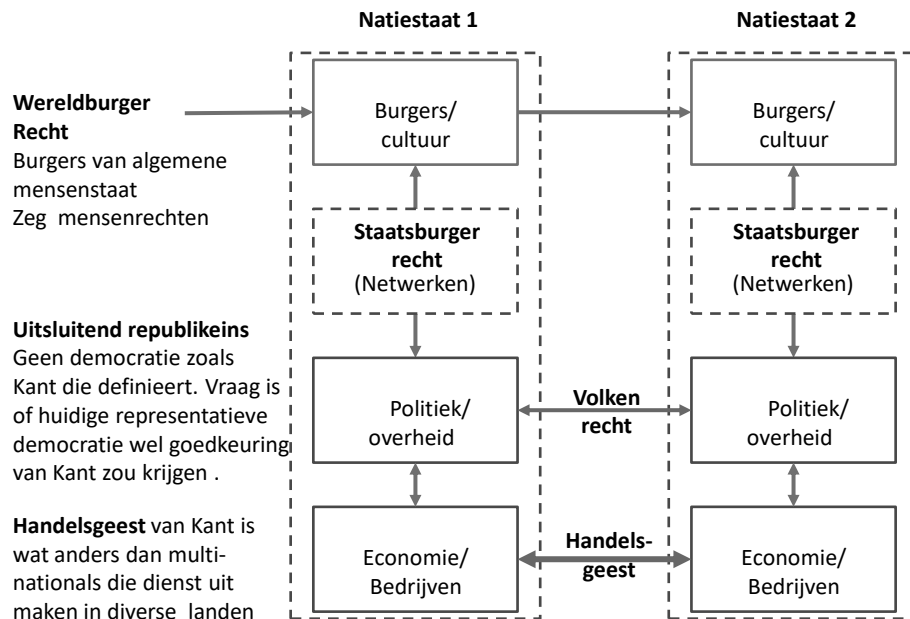 Natiestaat 1
Natiestaat 2
Wereldburger
Recht
Burgers van algemene
mensenstaat
Zeg mensenrechten
Burgers/
cultuur
Burgers/
cultuur
Staatsburger
recht
(Netwerken)
Staatsburger
recht
(Netwerken)
Uitsluitend republikeins
Geen democratie zoals
Kant die definieert. Vraag is
of huidige representatieve
democratie wel goedkeuring
van Kant zou krijgen .
Politiek/
overheid
Volken
recht
Politiek/
overheid
Handelsgeest van Kant is
wat anders dan multi-
nationals die dienst uit
maken in diverse landen
Economie/
Bedrijven
Handels-
geest
Economie/
Bedrijven